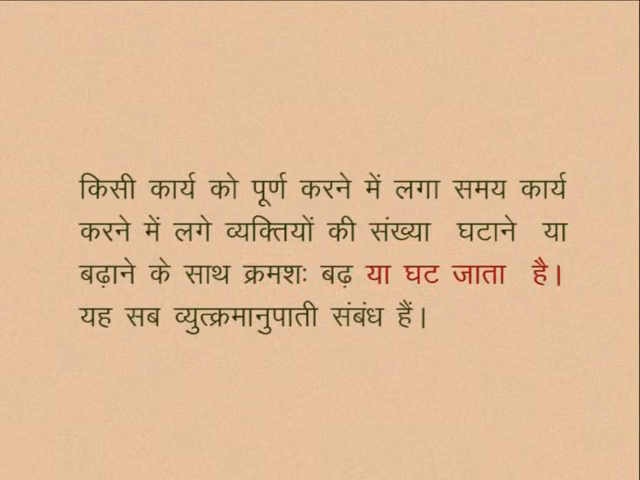 किसी कार्य को पूर्ण करने में लगा समय कार्य
करने में लगे व्यक्तियों की संख्या घटाने या
बढ़ाने के साथ क्रमशः बढ़ या घट जाता है।
यह सब व्युत्क्रमानुपाती संबंध हैं।